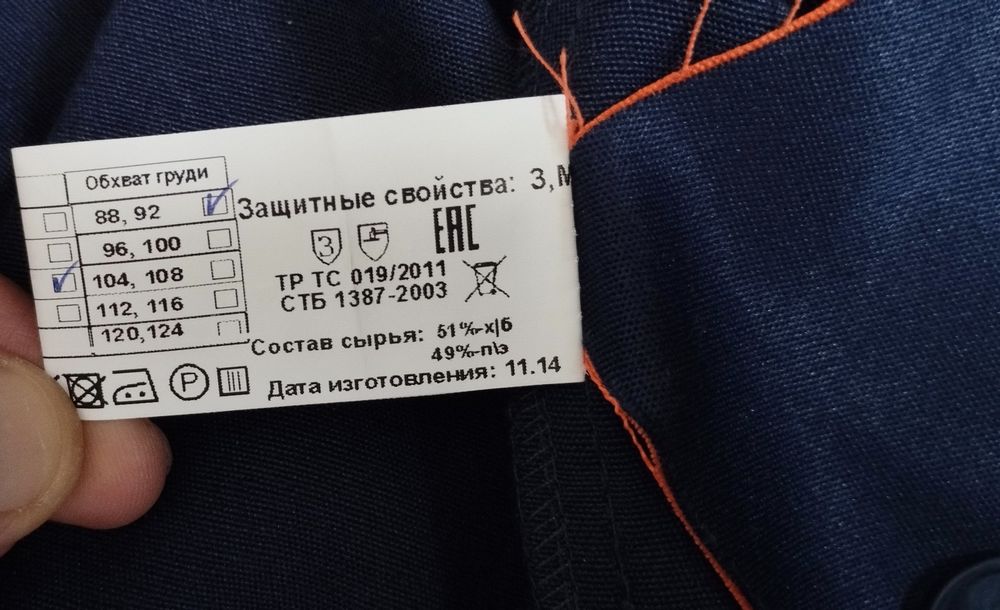 Обхват груди
88, 92
96, 100
104, 108
112, 116
120,124
Защитные свойства: З,М
З
EAC
ТР ТС 019/2011
СТБ 1387-2003
Состав сырья: 51%-х|б
49%-п\э
Дата изготовления: 11.14
P